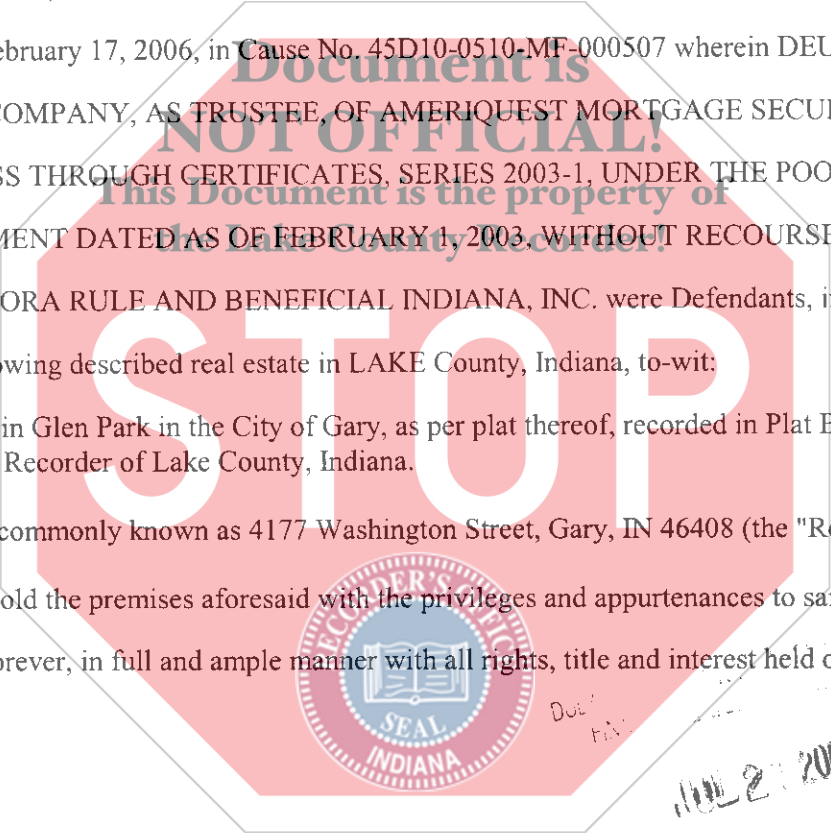 ebruary 17, 2006, in Cause No. 45D10-0510-MF-000507 wherein DEU
Document is
COMPANY, AS TRUSTEE, OF AMERIQUEST MORTGAGE SECUI
NOT OFFICIAL!
SS THROUGH CERTIFICATES, SERIES 2003-1, UNDER THE POO
This Document is the property of
MENT DATED AS OF FEBRUARY 1, 2003, WITHOUT RECOURSE
the Lake County Recorder!
ORA RULE AND BENEFICIAL INDIANA, INC. were Defendants, i
owing described real estate in LAKE County, Indiana, to-wit:
STOP
in Glen Park in the City of Gary, as per plat thereof, recorded in Plat B
Recorder of Lake County, Indiana.
commonly known as 4177 Washington Street, Gary, IN 46408 (the "Re
old the premises aforesaid with the privileges and appurtenances to sai
orever, in full and ample manner with all rights, title and interest held o
RECORDER'S OFFICE
SEAL
INDIANA
JUL 2